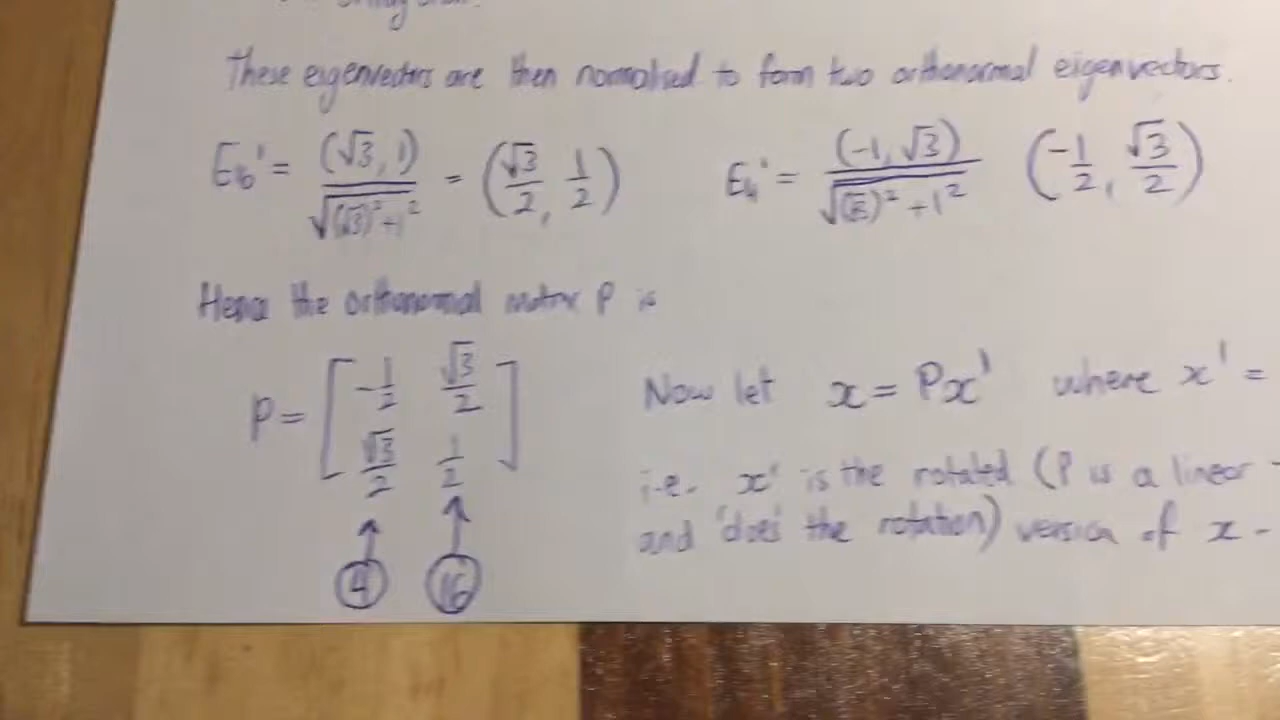 These eigenvectors are then normalised to form two orthonormal eigenvectors.
E₁₆' = (√3, 1) / √((√3)² + 1²) = (√3/2, 1/2)
E₄' = (-1, √3) / √((√3)² + 1²) (-1/2, √3/2)
Hence the orthonormal matrix P is
P = [-1/2 √3/2
√3/2 1/2]
4 16
Now let x = Px' where x' =
i.e. x' is the rotated (P is a linear
and 'does' the rotation) version of x -